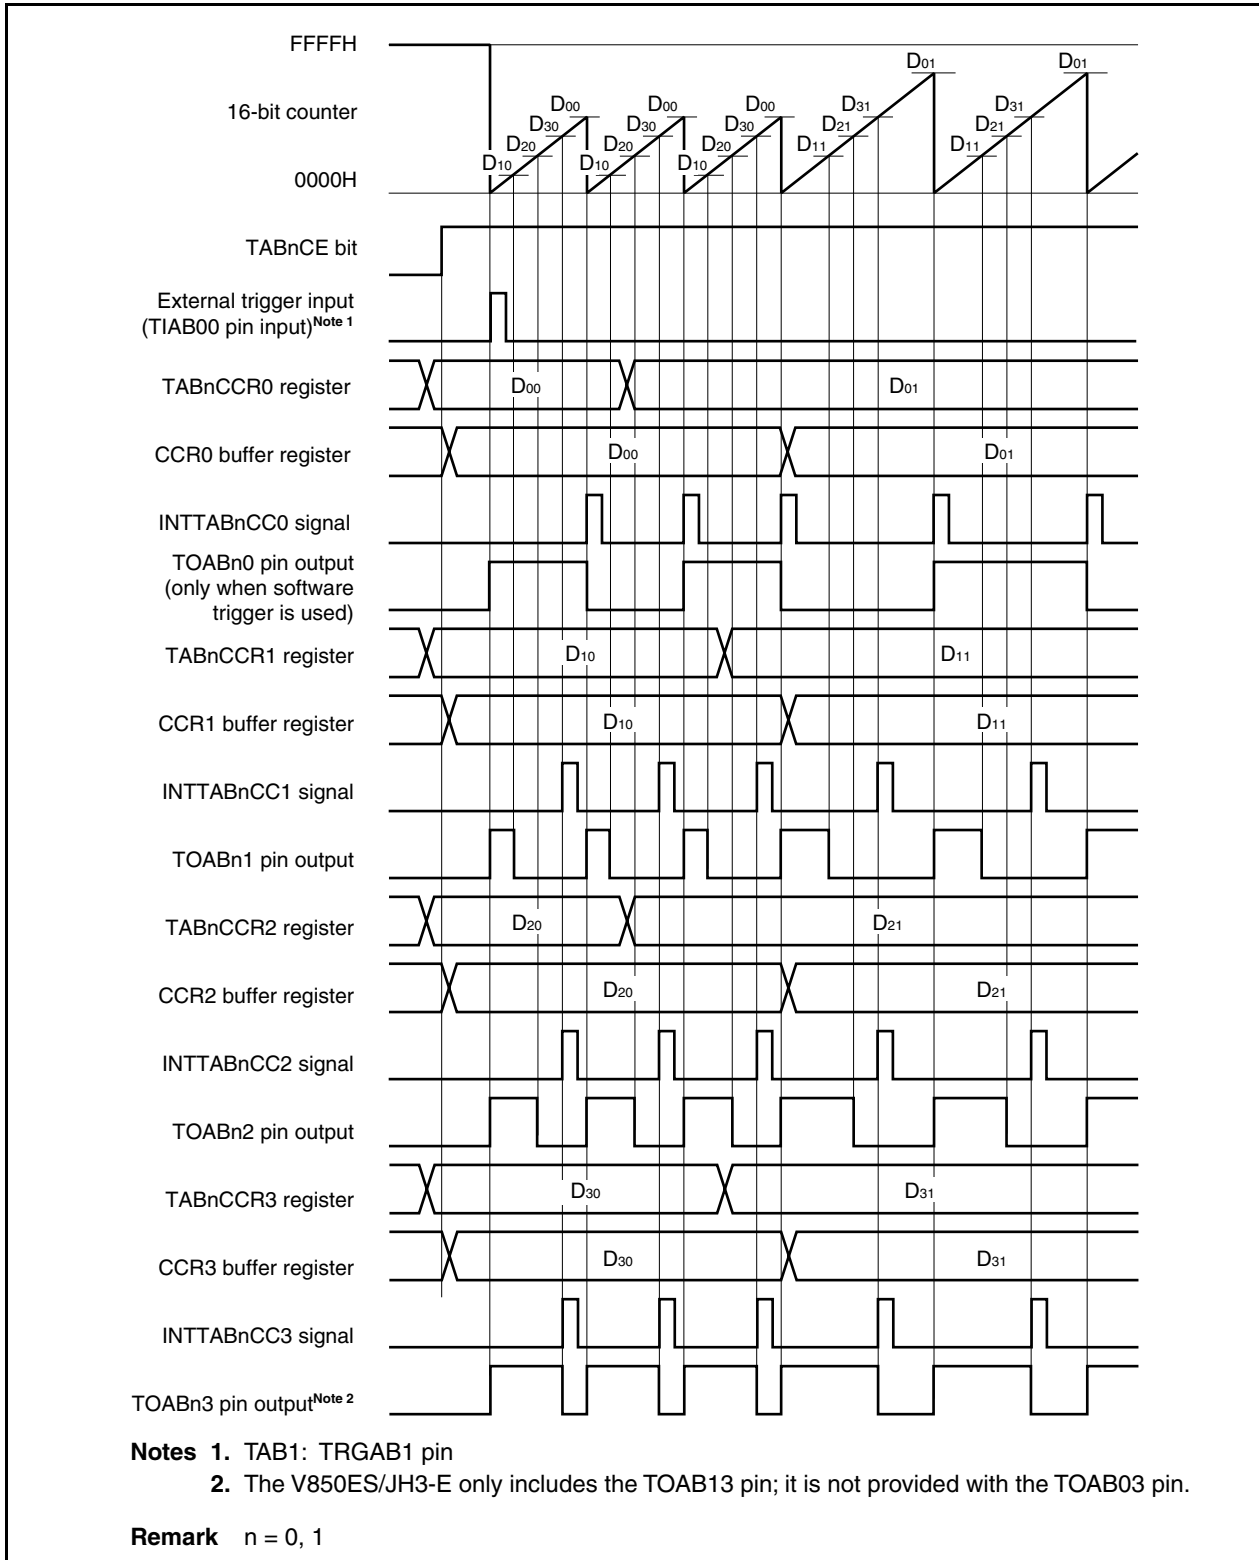 FFFFH
D01 D01
16-bit counter
D00 D00 D00 D31 D31
D30 D30 D30 D21 D21
D20 D20 D20 D11 D11
D10 D10 D10
0000H
TABnCE bit
External trigger input
(TIAB00 pin input)Note 1
TABnCCR0 register D00 D01
CCR0 buffer register D00 D01
INTTABnCC0 signal
TOABn0 pin output
(only when software
trigger is used)
TABnCCR1 register D10 D11
CCR1 buffer register D10 D11
INTTABnCC1 signal
TOABn1 pin output
TABnCCR2 register D20 D21
CCR2 buffer register D20 D21
INTTABnCC2 signal
TOABn2 pin output
TABnCCR3 register D30 D31
CCR3 buffer register D30 D31
INTTABnCC3 signal
TOABn3 pin outputNote 2
Notes 1. TAB1: TRGAB1 pin
2. The V850ES/JH3-E only includes the TOAB13 pin; it is not provided with the TOAB03 pin.
Remark n = 0, 1